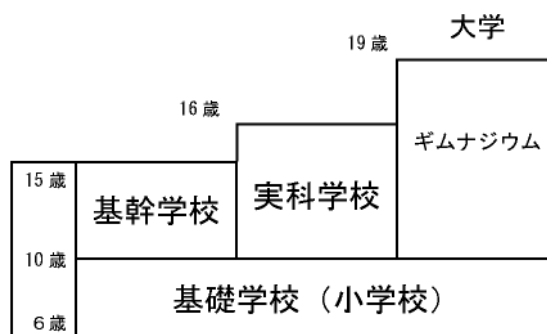 大学
19歳
16歳
ギムナジウム
15歳
基幹学校
実科学校
10歳
基礎学校（小学校）
6歳